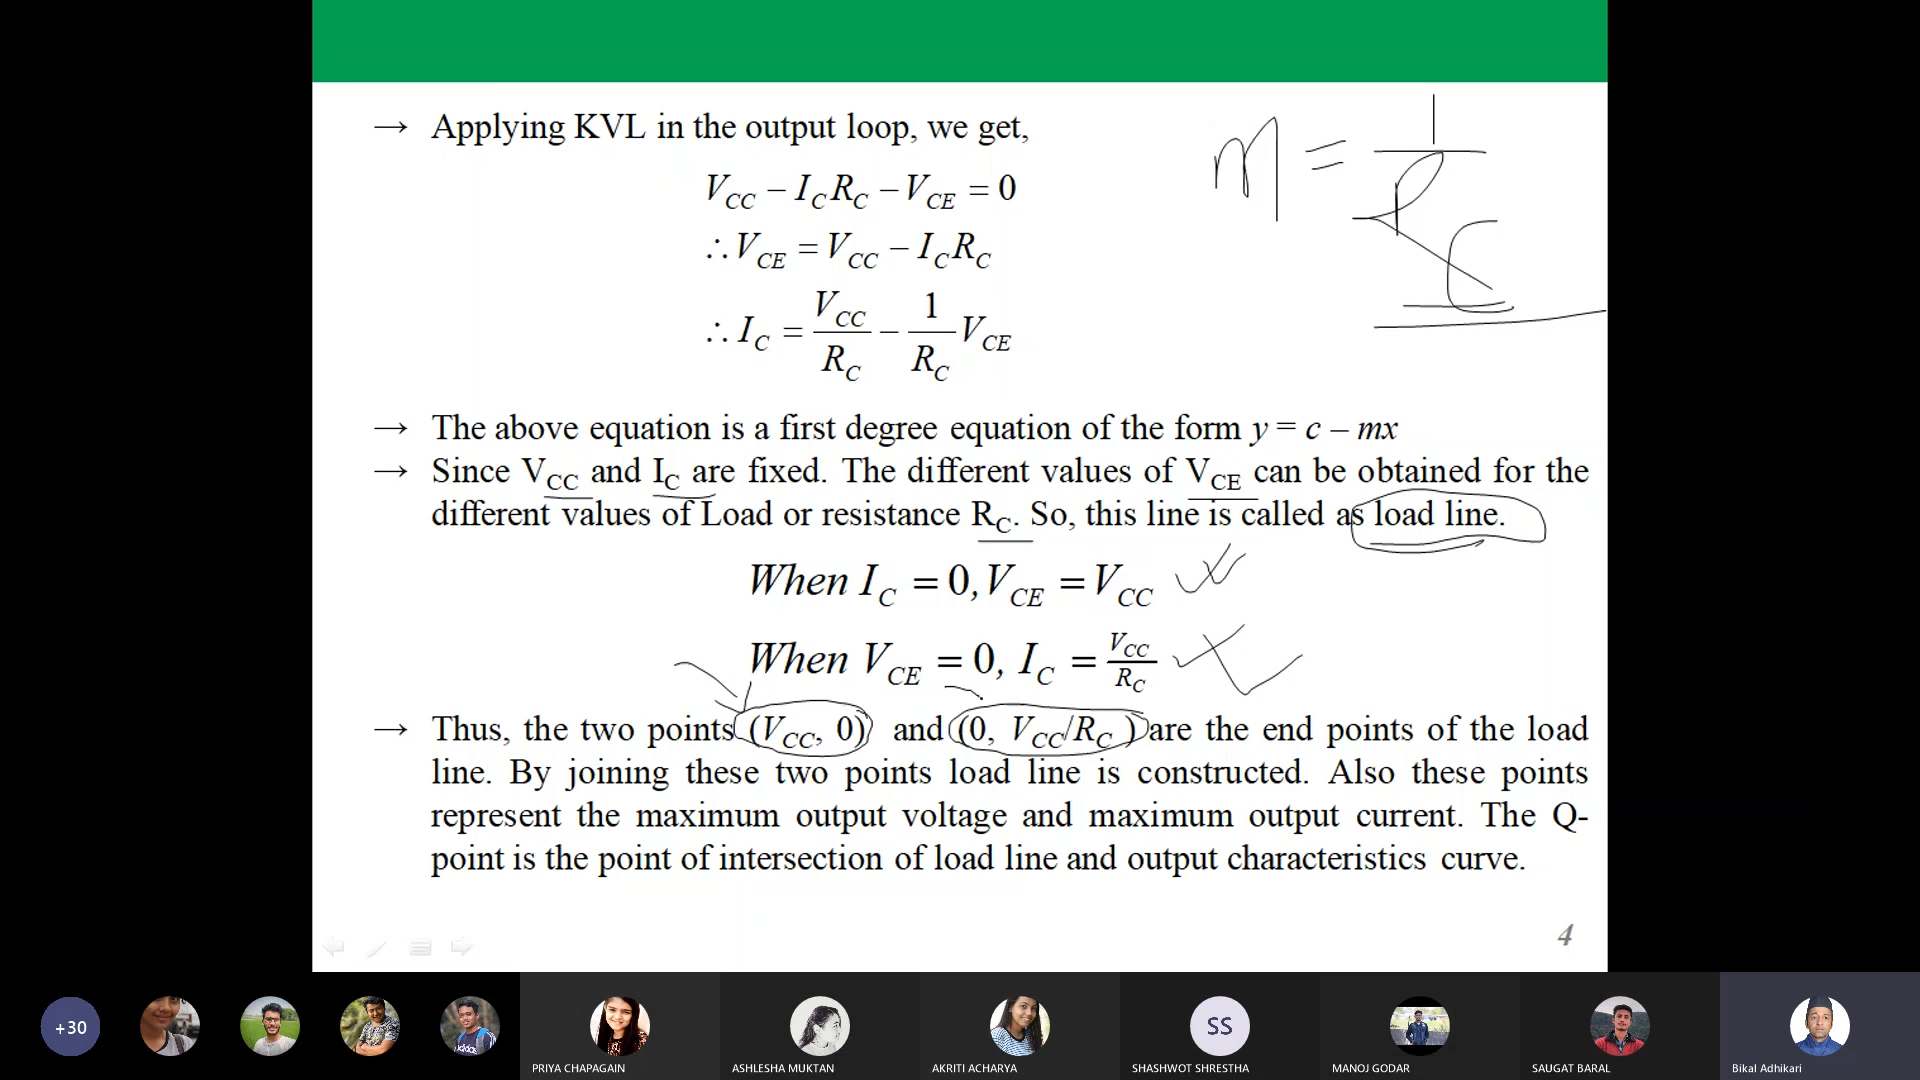 → Applying KVL in the output loop, we get,
m = 1/R_C
V_CC − I_C R_C − V_CE = 0
∴ V_CE = V_CC − I_C R_C
∴ I_C = V_CC/R_C − 1/R_C V_CE
→ The above equation is a first degree equation of the form y = c – mx
→ Since V_CC and I_C are fixed. The different values of V_CE can be obtained for the
different values of Load or resistance R_C. So, this line is called as load line.
When I_C = 0, V_CE = V_CC
When V_CE = 0, I_C = V_CC/R_C
→ Thus, the two points (V_CC, 0) and (0, V_CC/R_C ) are the end points of the load
line. By joining these two points load line is constructed. Also these points
represent the maximum output voltage and maximum output current. The Q-
point is the point of intersection of load line and output characteristics curve.
4
+30
adidas
PRIYA CHAPAGAIN
ASHLESHA MUKTAN
AKRITI ACHARYA
SS
SHASHWOT SHRESTHA
MANOJ GODAR
SAUGAT BARAL
Bikal Adhikari